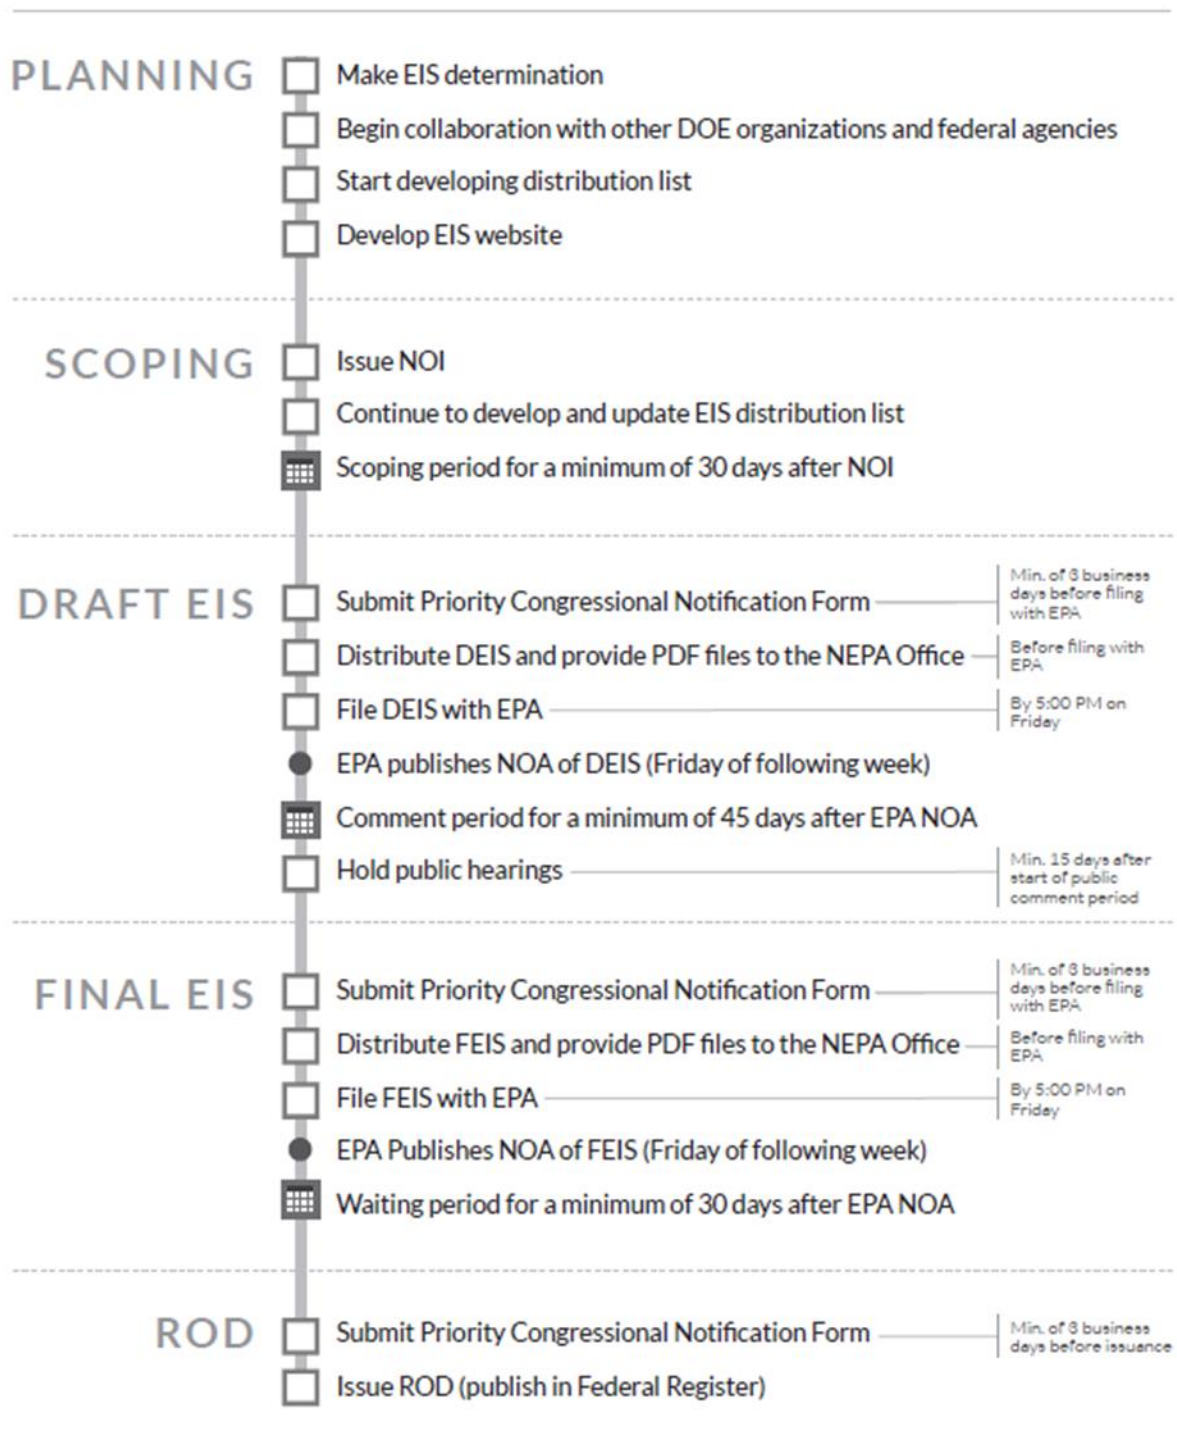 PLANNING
Make EIS determination
Begin collaboration with other DOE organizations and federal agencies
Start developing distribution list
Develop EIS website
SCOPING
Issue NOI
Continue to develop and update EIS distribution list
Scoping period for a minimum of 30 days after NOI
DRAFT EIS
Submit Priority Congressional Notification Form
Min. of 3 business
days before filing
with EPA
Distribute DEIS and provide PDF files to the NEPA Office
Before filing with
EPA
File DEIS with EPA
By 5:00 PM on
Friday
EPA publishes NOA of DEIS (Friday of following week)
Comment period for a minimum of 45 days after EPA NOA
Hold public hearings
Min. 15 days after
start of public
comment period
FINAL EIS
Submit Priority Congressional Notification Form
Min. of 3 business
days before filing
with EPA
Distribute FEIS and provide PDF files to the NEPA Office
Before filing with
EPA
File FEIS with EPA
By 5:00 PM on
Friday
EPA Publishes NOA of FEIS (Friday of following week)
Waiting period for a minimum of 30 days after EPA NOA
ROD
Submit Priority Congressional Notification Form
Min. of 3 business
days before issuance
Issue ROD (publish in Federal Register)